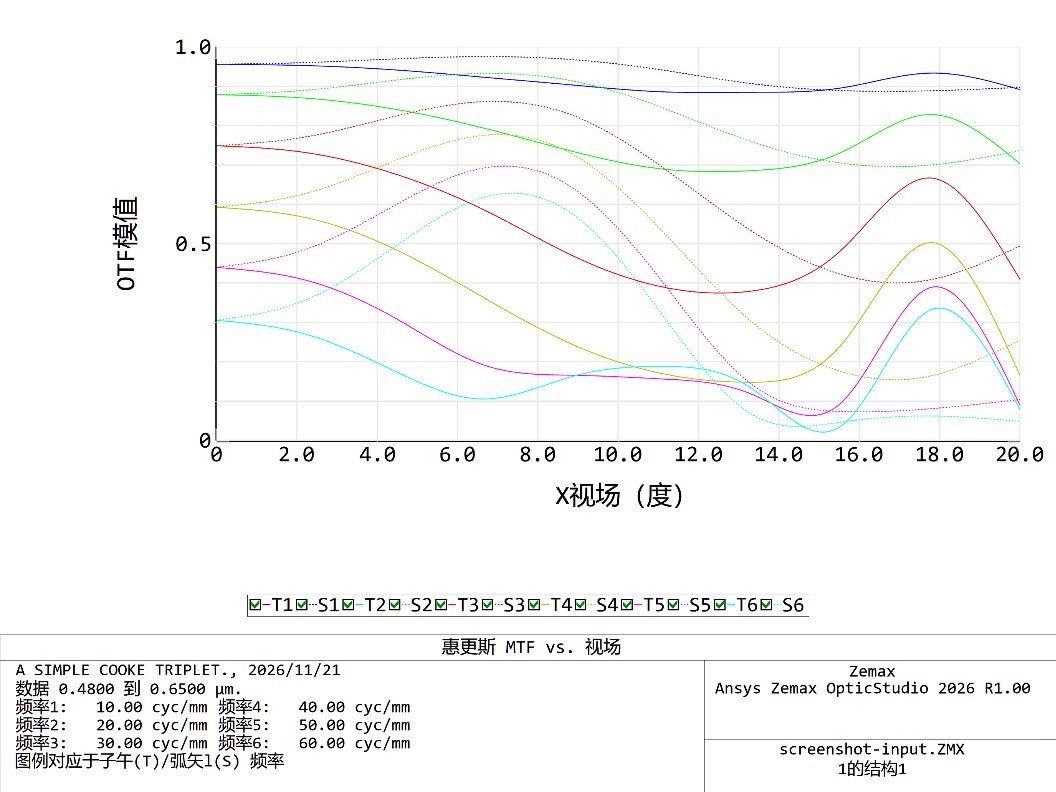 1.0
0.5
0
OTF模值
0 2.0 4.0 6.0 8.0 10.0 12.0 14.0 16.0 18.0 20.0
X视场（度）
T1 S1 T2 S2 T3 S3 T4 S4 T5 S5 T6 S6
惠更斯 MTF vs. 视场
A SIMPLE COOKE TRIPLET., 2026/11/21
数据 0.4800 到 0.6500 µm.
频率1: 10.00 cyc/mm 频率4: 40.00 cyc/mm
频率2: 20.00 cyc/mm 频率5: 50.00 cyc/mm
频率3: 30.00 cyc/mm 频率6: 60.00 cyc/mm
图例对应于子午(T)/弧矢l(S) 频率
Zemax
Ansys Zemax OpticStudio 2026 R1.00
screenshot-input.ZMX
1的结构1